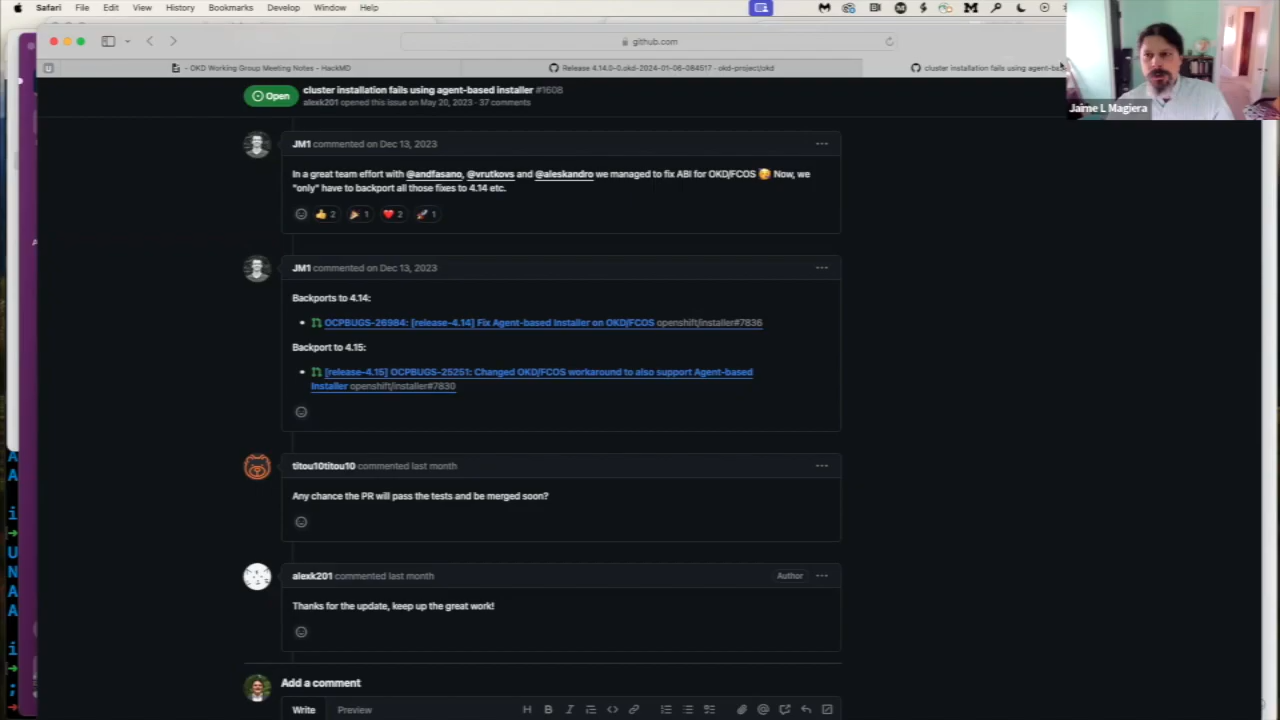 Safari File Edit View History Bookmarks Develop Window Help
github.com
- OKD Working Group Meeting Notes - HackMD
Release 4.14.0-0.okd-2024-01-06-084517 · okd-project/okd
cluster installation fails using agent-bas
Jaime L Magiera
Open
cluster installation fails using agent-based installer #1608
alexk201 opened this issue on May 20, 2023 · 37 comments
JM1 commented on Dec 13, 2023
In a great team effort with @andfasano, @vrutkovs and @aleskandro we managed to fix ABI for OKD/FCOS 🥳 Now, we
"only" have to backport all those fixes to 4.14 etc.
👍 2 🎉 1 ❤️ 2 🚀 1
JM1 commented on Dec 13, 2023
Backports to 4.14:
• OCPBUGS-26984: [release-4.14] Fix Agent-based Installer on OKD/FCOS openshift/installer#7836
Backport to 4.15:
• [release-4.15] OCPBUGS-25251: Changed OKD/FCOS workaround to also support Agent-based
Installer openshift/installer#7830
titou10titou10 commented last month
Any chance the PR will pass the tests and be merged soon?
alexk201 commented last month
Author
Thanks for the update, keep up the great work!
Add a comment
Write Preview
A
A
i
U
N
A
A
i
;